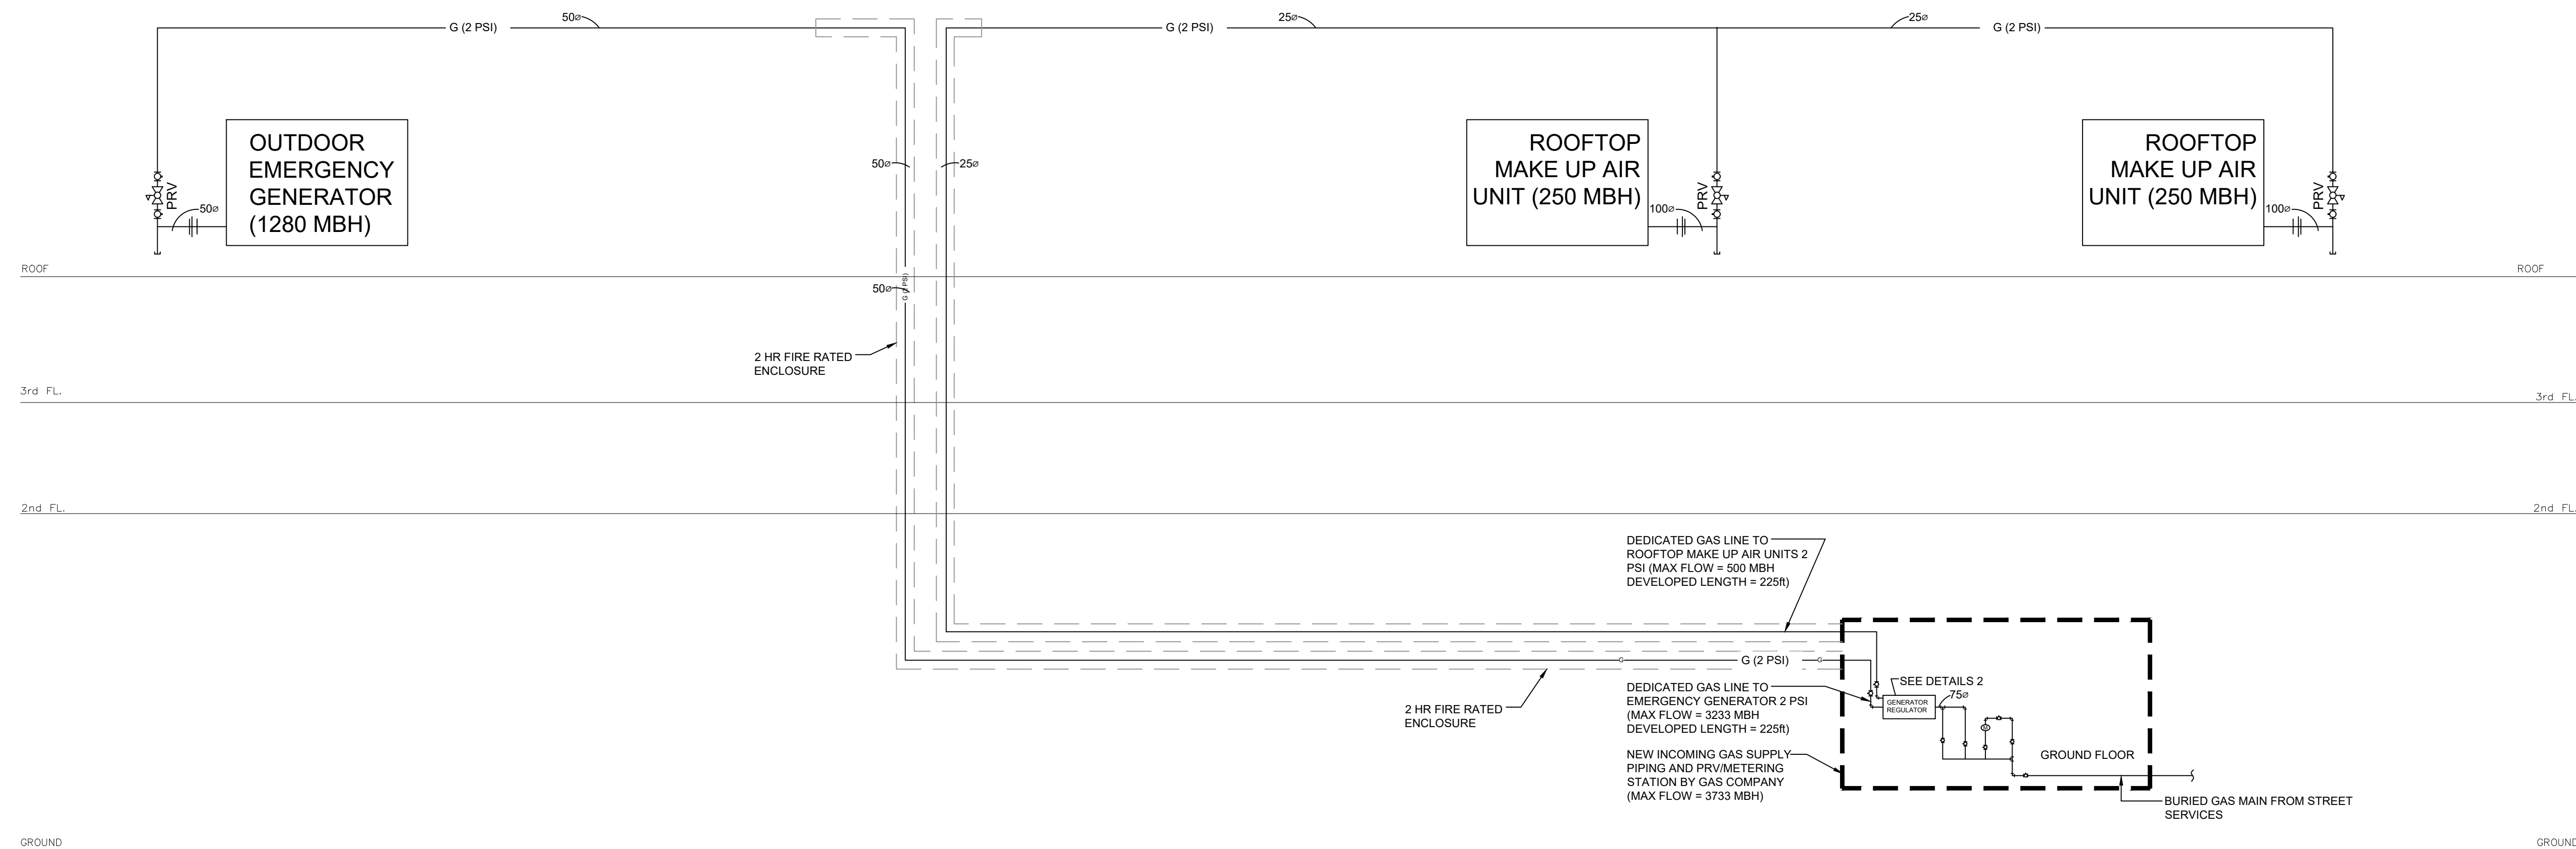 50⌀
G (2 PSI)
25⌀
G (2 PSI)
25⌀
G (2 PSI)
OUTDOOR
EMERGENCY
GENERATOR
(1280 MBH)
PRV
50⌀
50⌀
25⌀
ROOFTOP
MAKE UP AIR
UNIT (250 MBH)
PRV
100⌀
ROOFTOP
MAKE UP AIR
UNIT (250 MBH)
PRV
100⌀
ROOF
ROOF
50⌀
G (2 PSI)
2 HR FIRE RATED
ENCLOSURE
3rd FL.
3rd FL.
2nd FL.
2nd FL.
DEDICATED GAS LINE TO
ROOFTOP MAKE UP AIR UNITS 2
PSI (MAX FLOW = 500 MBH
DEVELOPED LENGTH = 225ft)
G
G (2 PSI)
G
2 HR FIRE RATED
ENCLOSURE
DEDICATED GAS LINE TO
EMERGENCY GENERATOR 2 PSI
(MAX FLOW = 3233 MBH
DEVELOPED LENGTH = 225ft)
NEW INCOMING GAS SUPPLY
PIPING AND PRV/METERING
STATION BY GAS COMPANY
(MAX FLOW = 3733 MBH)
SEE DETAILS 2
75⌀
GENERATOR
REGULATOR
GROUND FLOOR
BURIED GAS MAIN FROM STREET
SERVICES
GROUND
GROUND